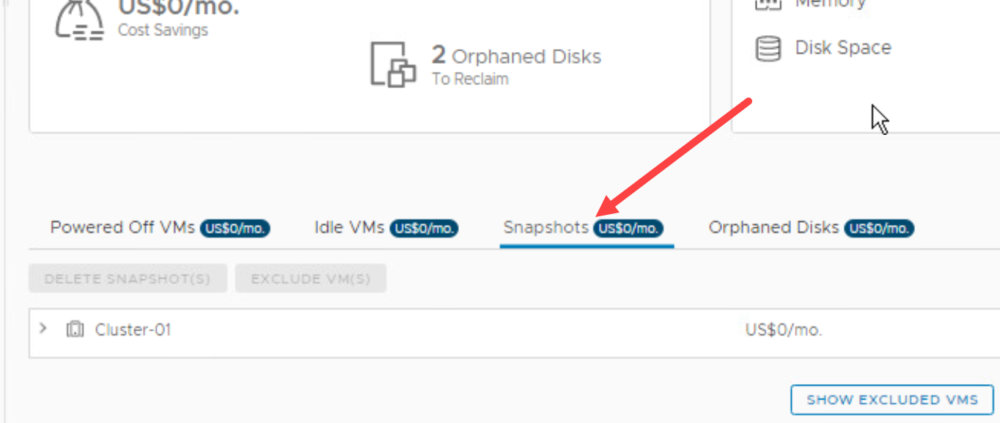 US$0/mo.
Cost Savings
2 Orphaned Disks
To Reclaim
Memory
Disk Space
Powered Off VMs US$0/mo.
Idle VMs US$0/mo.
Snapshots US$0/mo.
Orphaned Disks US$0/mo.
DELETE SNAPSHOT(S)
EXCLUDE VM(S)
Cluster-01
US$0/mo.
SHOW EXCLUDED VMS